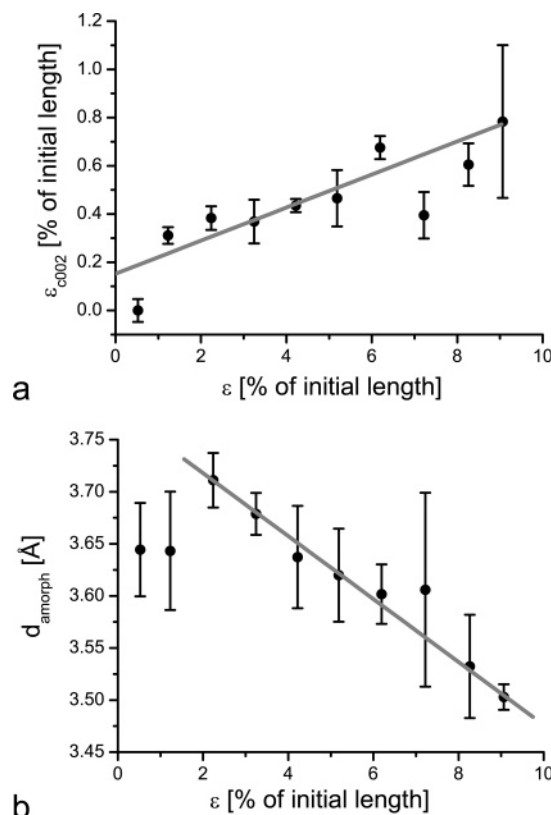 1.2
1.0
0.8
0.6
0.4
0.2
0.0
ε_c002 [% of initial length]
0 2 4 6 8 10
ε [% of initial length]
a
3.75
3.70
3.65
3.60
3.55
3.50
3.45
d_amorph [Å]
0 2 4 6 8 10
ε [% of initial length]
b